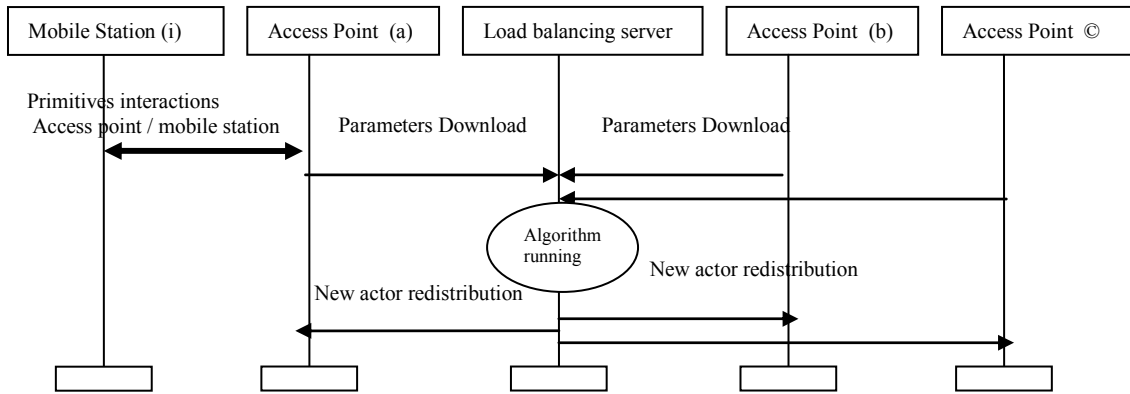 Mobile Station (i)
Access Point (a)
Load balancing server
Access Point (b)
Access Point ©
Primitives interactions
Access point / mobile station
Parameters Download
Parameters Download
Algorithm
running
New actor redistribution
New actor redistribution